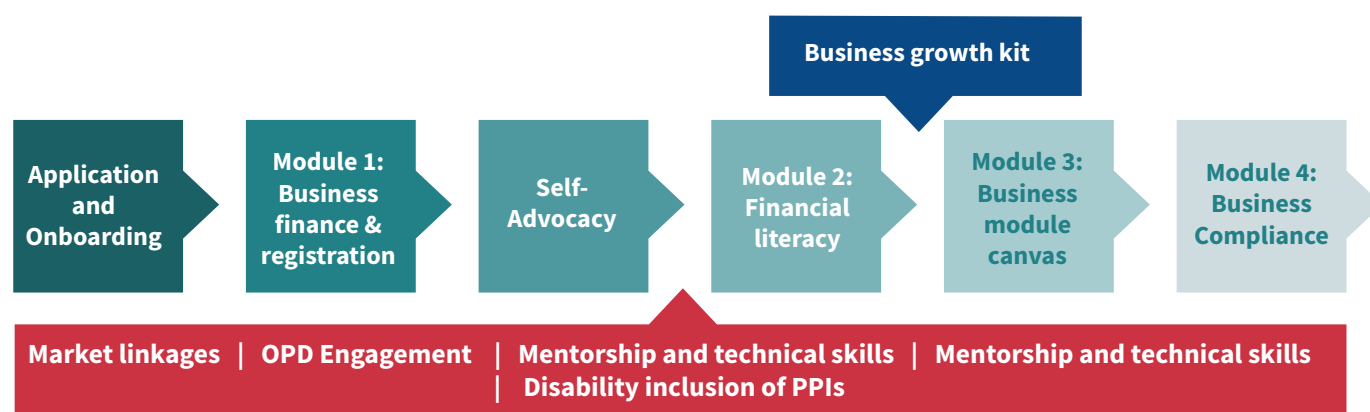 Business growth kit
Application
and
Onboarding
Module 1:
Business
finance &
registration
Self-
Advocacy
Module 2:
Financial
literacy
Module 3:
Business
module
canvas
Module 4:
Business
Compliance
Market linkages | OPD Engagement | Mentorship and technical skills | Mentorship and technical skills
| Disability inclusion of PPIs